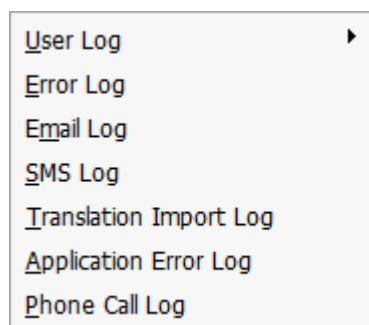 User Log
Error Log
Email Log
SMS Log
Translation Import Log
Application Error Log
Phone Call Log